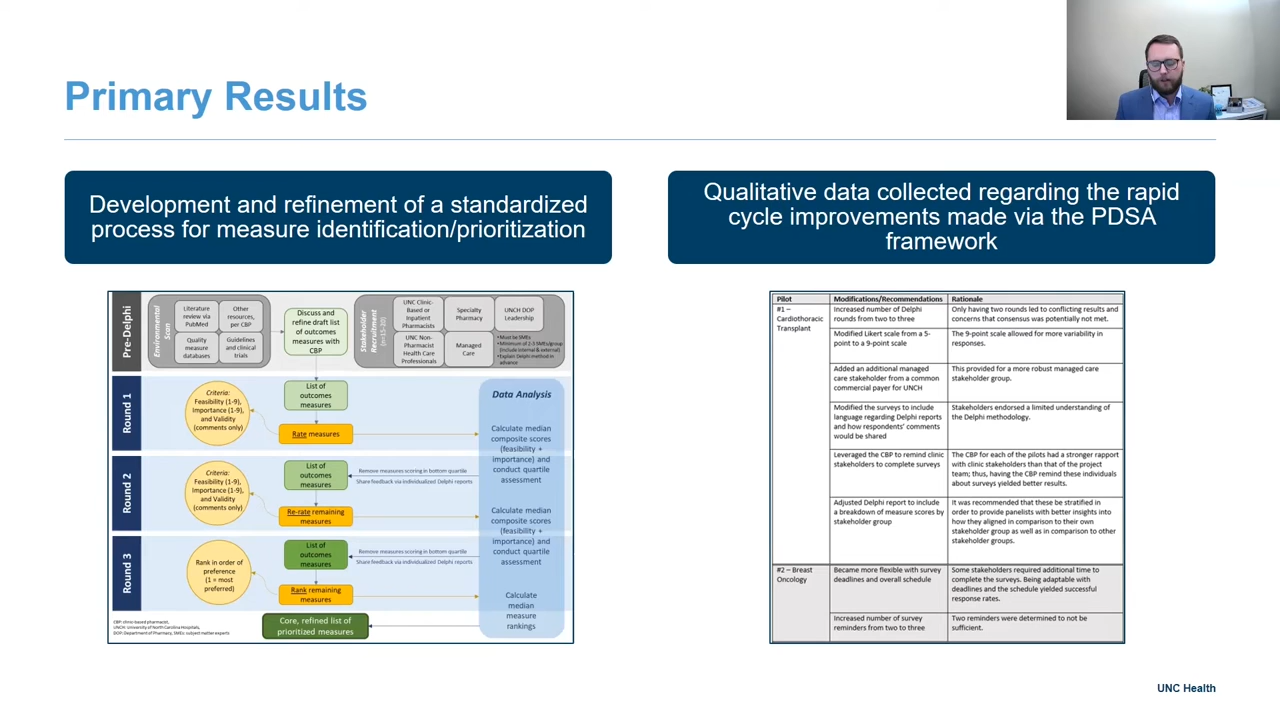 Primary Results
Development and refinement of a standardized
process for measure identification/prioritization
Qualitative data collected regarding the rapid
cycle improvements made via the PDSA
framework
Pre-Delphi
Environmental
Scan
Literature
review via
PubMed
Other
resources,
per CBP
Quality
measure
databases
Guidelines
and clinical
trials
Discuss and
refine draft list
of outcomes
measures with
CBP
Stakeholder
Recruitment
(n=15-30)
UNC Clinic-
Based or
Inpatient
Pharmacists
Specialty
Pharmacy
UNCH DOP
Leadership
UNC Non-
Pharmacist
Health Care
Professionals
Managed
Care
• Must be SMEs
• Minimum of 2-3 SMEs/group
(include internal & external)
• Explain Delphi method in
advance
Round 1
Criteria:
Feasibility (1-9),
Importance (1-9),
and Validity
(comments only)
List of
outcomes
measures
Rate measures
Data Analysis
Calculate median
composite scores
(feasibility +
importance) and
conduct quartile
assessment
Round 2
Criteria:
Feasibility (1-9),
Importance (1-9),
and Validity
(comments only)
List of
outcomes
measures
Remove measures scoring in bottom quartile
Share feedback via individualized Delphi reports
Re-rate remaining
measures
Calculate median
composite scores
(feasibility +
importance) and
conduct quartile
assessment
Round 3
Rank in order of
preference
(1 = most
preferred)
List of
outcomes
measures
Remove measures scoring in bottom quartile
Share feedback via individualized Delphi reports
Rank remaining
measures
Calculate
median
measure
rankings
Core, refined list of
prioritized measures
CBP: clinic-based pharmacist,
UNCH: University of North Carolina Hospitals,
DOP: Department of Pharmacy, SMEs: subject matter experts
Pilot
Modifications/Recommendations
Rationale
#1 –
Cardiothoracic
Transplant
Increased number of Delphi
rounds from two to three
Only having two rounds led to conflicting results and
concerns that consensus was potentially not met.
Modified Likert scale from a 5-
point to a 9-point scale
The 9-point scale allowed for more variability in
responses.
Added an additional managed
care stakeholder from a common
commercial payer for UNCH
This provided for a more robust managed care
stakeholder group.
Modified the surveys to include
language regarding Delphi reports
and how respondents' comments
would be shared
Stakeholders endorsed a limited understanding of
the Delphi methodology.
Leveraged the CBP to remind clinic
stakeholders to complete surveys
The CBP for each of the pilots had a stronger rapport
with clinic stakeholders than that of the project
team; thus, having the CBP remind these individuals
about surveys yielded better results.
Adjusted Delphi report to include
a breakdown of measure scores by
stakeholder group
It was recommended that these be stratified in
order to provide panelists with better insights into
how they aligned in comparison to their own
stakeholder group as well as in comparison to other
stakeholder groups.
#2 – Breast
Oncology
Became more flexible with survey
deadlines and overall schedule
Some stakeholders required additional time to
complete the surveys. Being adaptable with
deadlines and the schedule yielded successful
response rates.
Increased number of survey
reminders from two to three
Two reminders were determined to not be
sufficient.
UNC Health